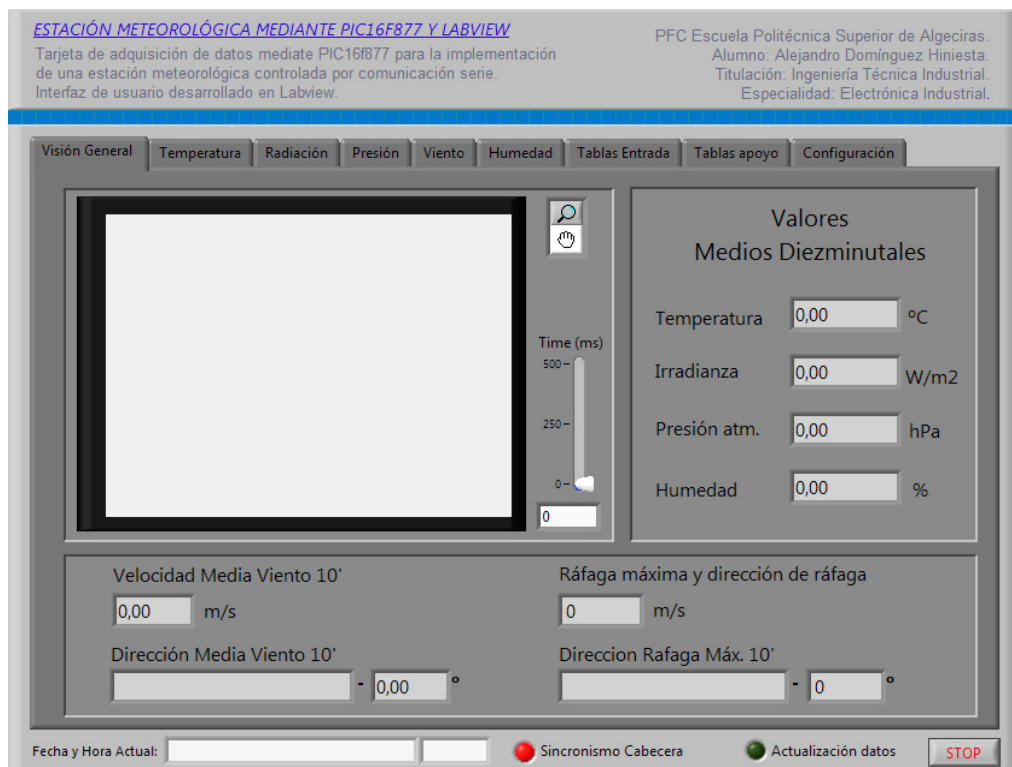 ESTACIÓN METEOROLÓGICA MEDIANTE PIC16F877 Y LABVIEW
Tarjeta de adquisición de datos mediate PIC16f877 para la implementación
de una estación meteorológica controlada por comunicación serie.
Interfaz de usuario desarrollado en Labview.
PFC Escuela Politécnica Superior de Algeciras.
Alumno: Alejandro Domínguez Hiniesta.
Titulación: Ingeniería Técnica Industrial.
Especialidad: Electrónica Industrial.
Visión General Temperatura Radiación Presión Viento Humedad Tablas Entrada Tablas apoyo Configuración
Time (ms)
500
250
0
0
Valores
Medios Diezminutales
Temperatura 0,00 ºC
Irradianza 0,00 W/m2
Presión atm. 0,00 hPa
Humedad 0,00 %
Velocidad Media Viento 10'
0,00 m/s
Dirección Media Viento 10'
- 0,00 º
Ráfaga máxima y dirección de ráfaga
0 m/s
Direccion Rafaga Máx. 10'
- 0 º
Fecha y Hora Actual: Sincronismo Cabecera Actualización datos STOP